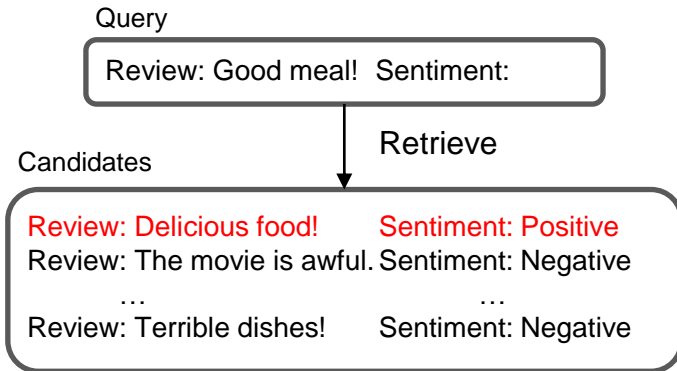 Query
Review: Good meal! Sentiment:
Retrieve
Candidates
Review: Delicious food! Sentiment: Positive
Review: The movie is awful. Sentiment: Negative
… …
Review: Terrible dishes! Sentiment: Negative